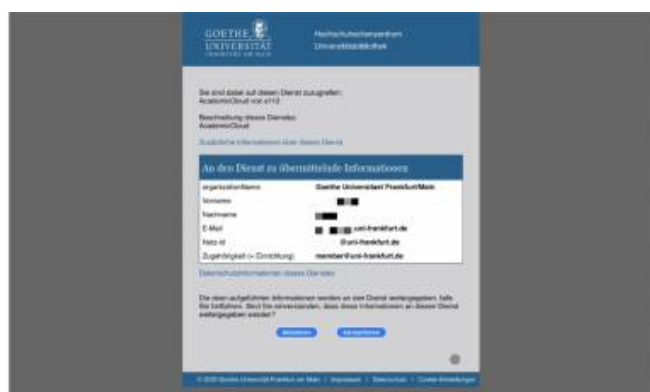 GOETHE
UNIVERSITÄT
FRANKFURT AM MAIN
Hochschulrechenzentrum
Universitätsbibliothek
Sie sind dabei auf diesen Dienst zuzugreifen:
AcademicCloud von
Beschreibung dieses Dienstes:
AcademicCloud
Zusätzliche Informationen über diesen Dienst
An den Dienst zu übermittelnde Informationen
organizationName Goethe Universitaet Frankfurt/Main
Vorname
Nachname
E-Mail uni-frankfurt.de
Netz-Id @uni-frankfurt.de
Zugehörigkeit (+ Einrichtung) member@uni-frankfurt.de
Datenschutzinformationen dieses Dienstes
Die oben aufgeführten Informationen werden an den Dienst weitergegeben, falls
Sie fortfahren. Sind Sie einverstanden, dass diese Informationen an diesen Dienst
weitergegeben werden?
Ablehnen Akzeptieren
© Goethe Universität Frankfurt am Main | Impressum | Datenschutz | Cookie-Einstellungen